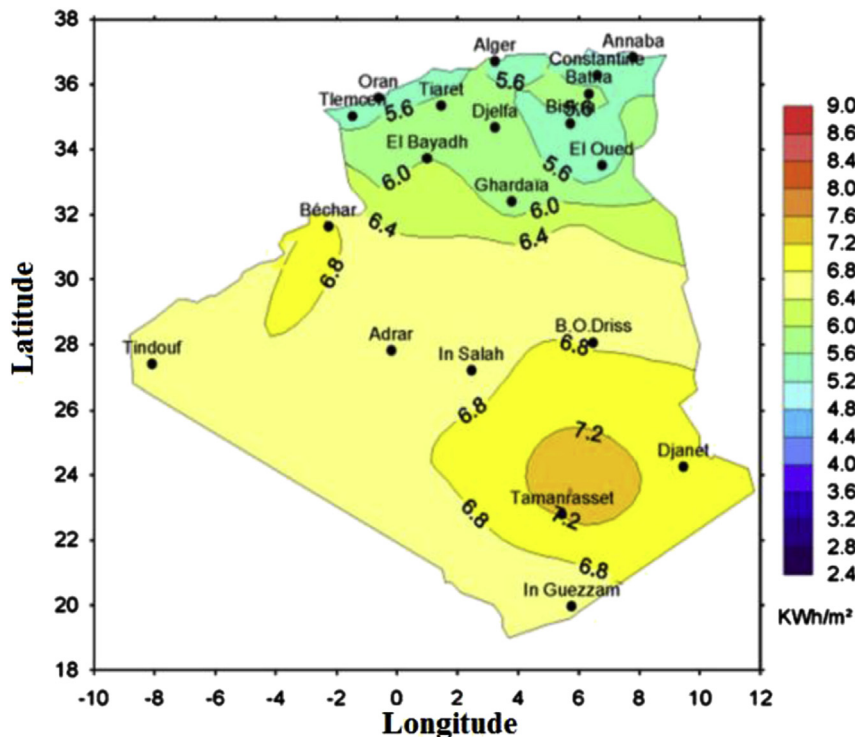 38
36
34
32
30
28
26
24
22
20
18
Latitude
-10 -8 -6 -4 -2 0 2 4 6 8 10 12
Longitude
Alger
Annaba
Constantine
Batna
5.6
Oran
Tiaret
Tlemcen
5.6
Djelfa
Biskra
5.6
El Bayadh
El Oued
5.6
6.0
Ghardaïa
6.0
Béchar
6.4
6.4
6.8
B.O.Driss
6.8
Tindouf
Adrar
In Salah
6.8
7.2
Djanet
Tamanrasset
7.2
6.8
6.8
In Guezzam
9.0
8.6
8.4
8.0
7.6
7.2
6.8
6.4
6.0
5.6
5.2
4.8
4.4
4.0
3.6
3.2
2.8
2.4
KWh/m²